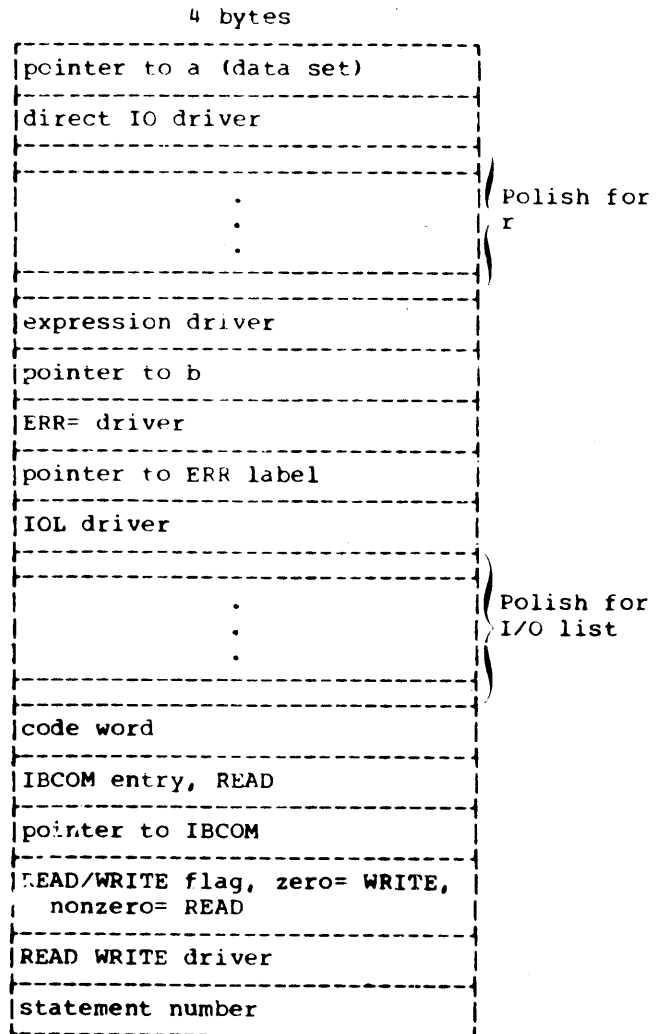 4 bytes
pointer to a (data set)
direct IO driver
.
.
.
Polish for
r
expression driver
pointer to b
ERR= driver
pointer to ERR label
IOL driver
.
.
.
Polish for
I/O list
code word
IBCOM entry, READ
pointer to IBCOM
READ/WRITE flag, zero= WRITE,
nonzero= READ
READ WRITE driver
statement number